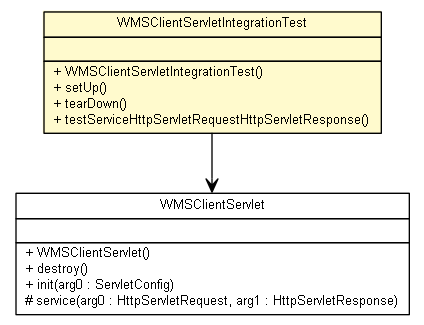 WMSClientServletIntegrationTest
+ WMSClientServletIntegrationTest()
+ setUp()
+ tearDown()
+ testServiceHttpServletRequestHttpServletResponse()
WMSClientServlet
+ WMSClientServlet()
+ destroy()
+ init(arg0 : ServletConfig)
# service(arg0 : HttpServletRequest, arg1 : HttpServletResponse)